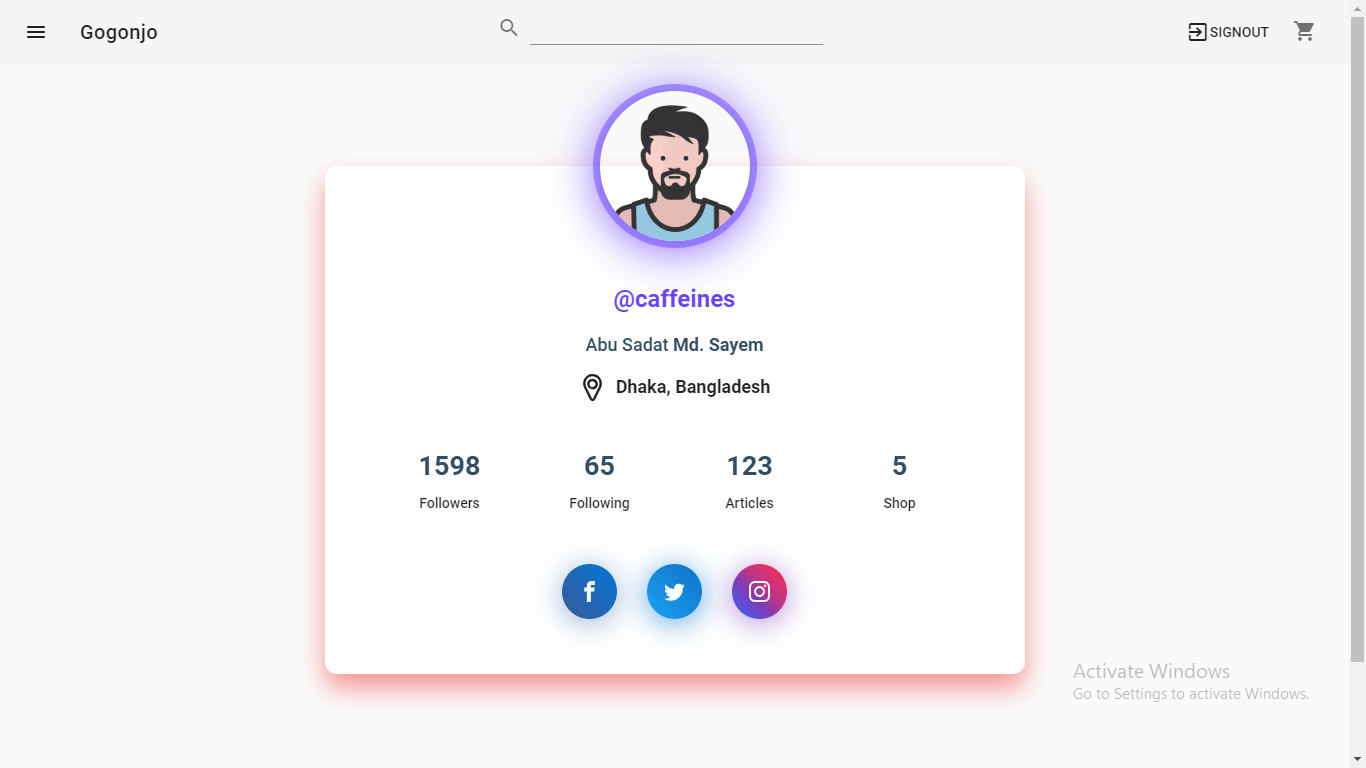 Gogonjo
SIGNOUT
@caffeines
Abu Sadat Md. Sayem
Dhaka, Bangladesh
1598 65 123 5
Followers Following Articles Shop
Activate Windows
Go to Settings to activate Windows.